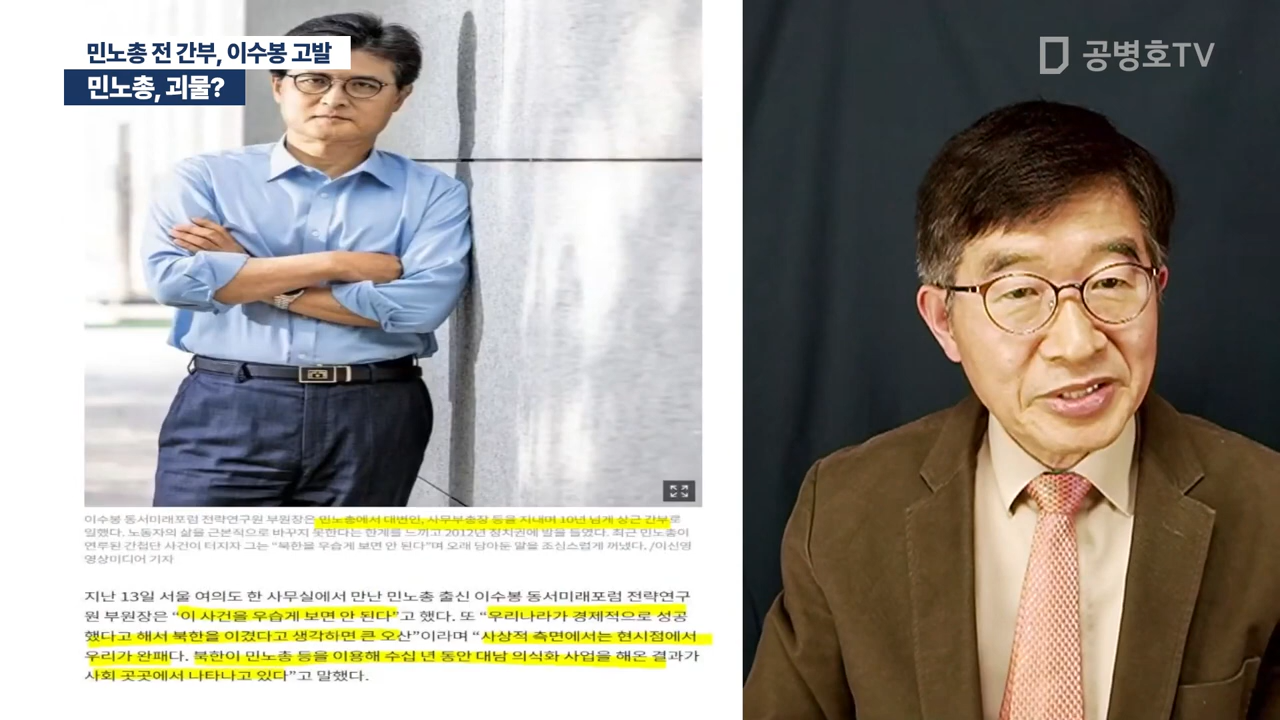 민노총 전 간부, 이수봉 고발
민노총, 괴물?
공병호TV
이수봉 동서미래포럼 전략연구원 부원장은 민노총에서 대변인, 사무부총장 등을 지내며 10년 넘게 상근 간부로
일했다. 노동자의 삶을 근본적으로 바꾸지 못한다는 한계를 느끼고 2012년 정치권에 발을 들였다. 최근 민노총이
연루된 간첩단 사건이 터지자 그는 “북한을 우습게 보면 안 된다”며 오래 담아둔 말을 조심스럽게 꺼냈다. /이신영
영상미디어 기자
지난 13일 서울 여의도 한 사무실에서 만난 민노총 출신 이수봉 동서미래포럼 전략연구
원 부원장은 “이 사건을 우습게 보면 안 된다”고 했다. 또 “우리나라가 경제적으로 성공
했다고 해서 북한을 이겼다고 생각하면 큰 오산”이라며 “사상적 측면에서는 현시점에서
우리가 완패다. 북한이 민노총 등을 이용해 수십 년 동안 대남 의식화 사업을 해온 결과가
사회 곳곳에서 나타나고 있다”고 말했다.